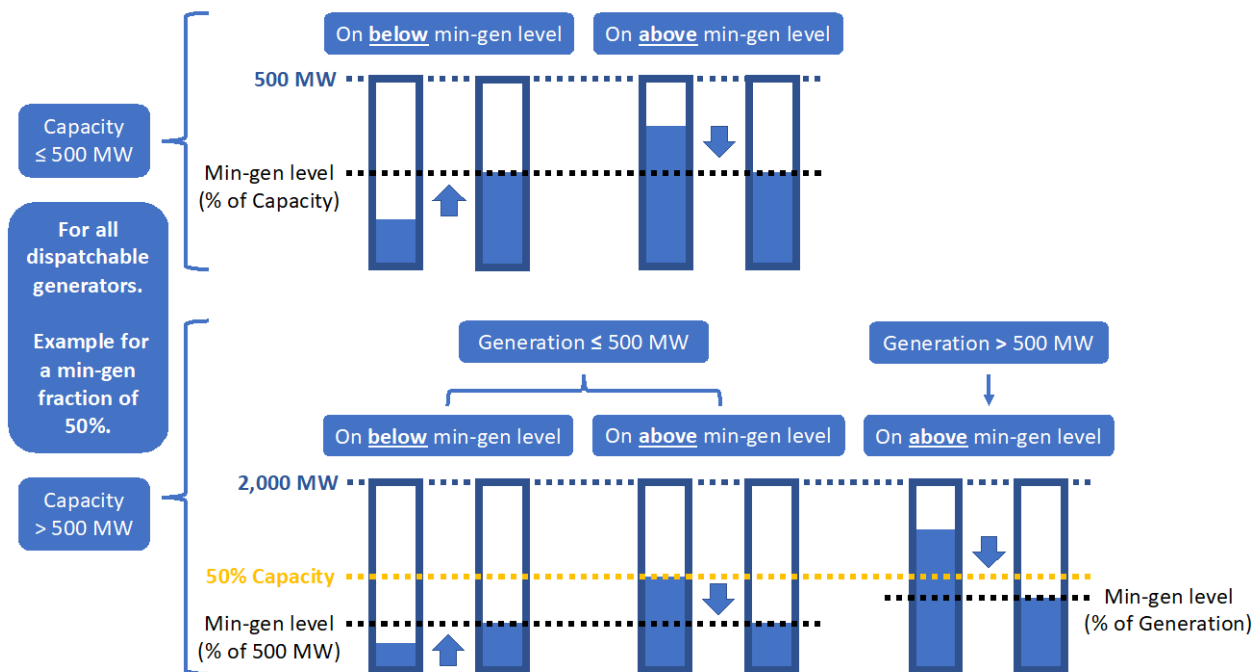 On below min-gen level
On above min-gen level
500 MW
Capacity
≤ 500 MW
Min-gen level
(% of Capacity)
For all
dispatchable
generators.
Example for
a min-gen
fraction of
50%.
Generation ≤ 500 MW
Generation > 500 MW
On below min-gen level
On above min-gen level
On above min-gen level
Capacity
> 500 MW
2,000 MW
50% Capacity
Min-gen level
(% of 500 MW)
Min-gen level
(% of Generation)